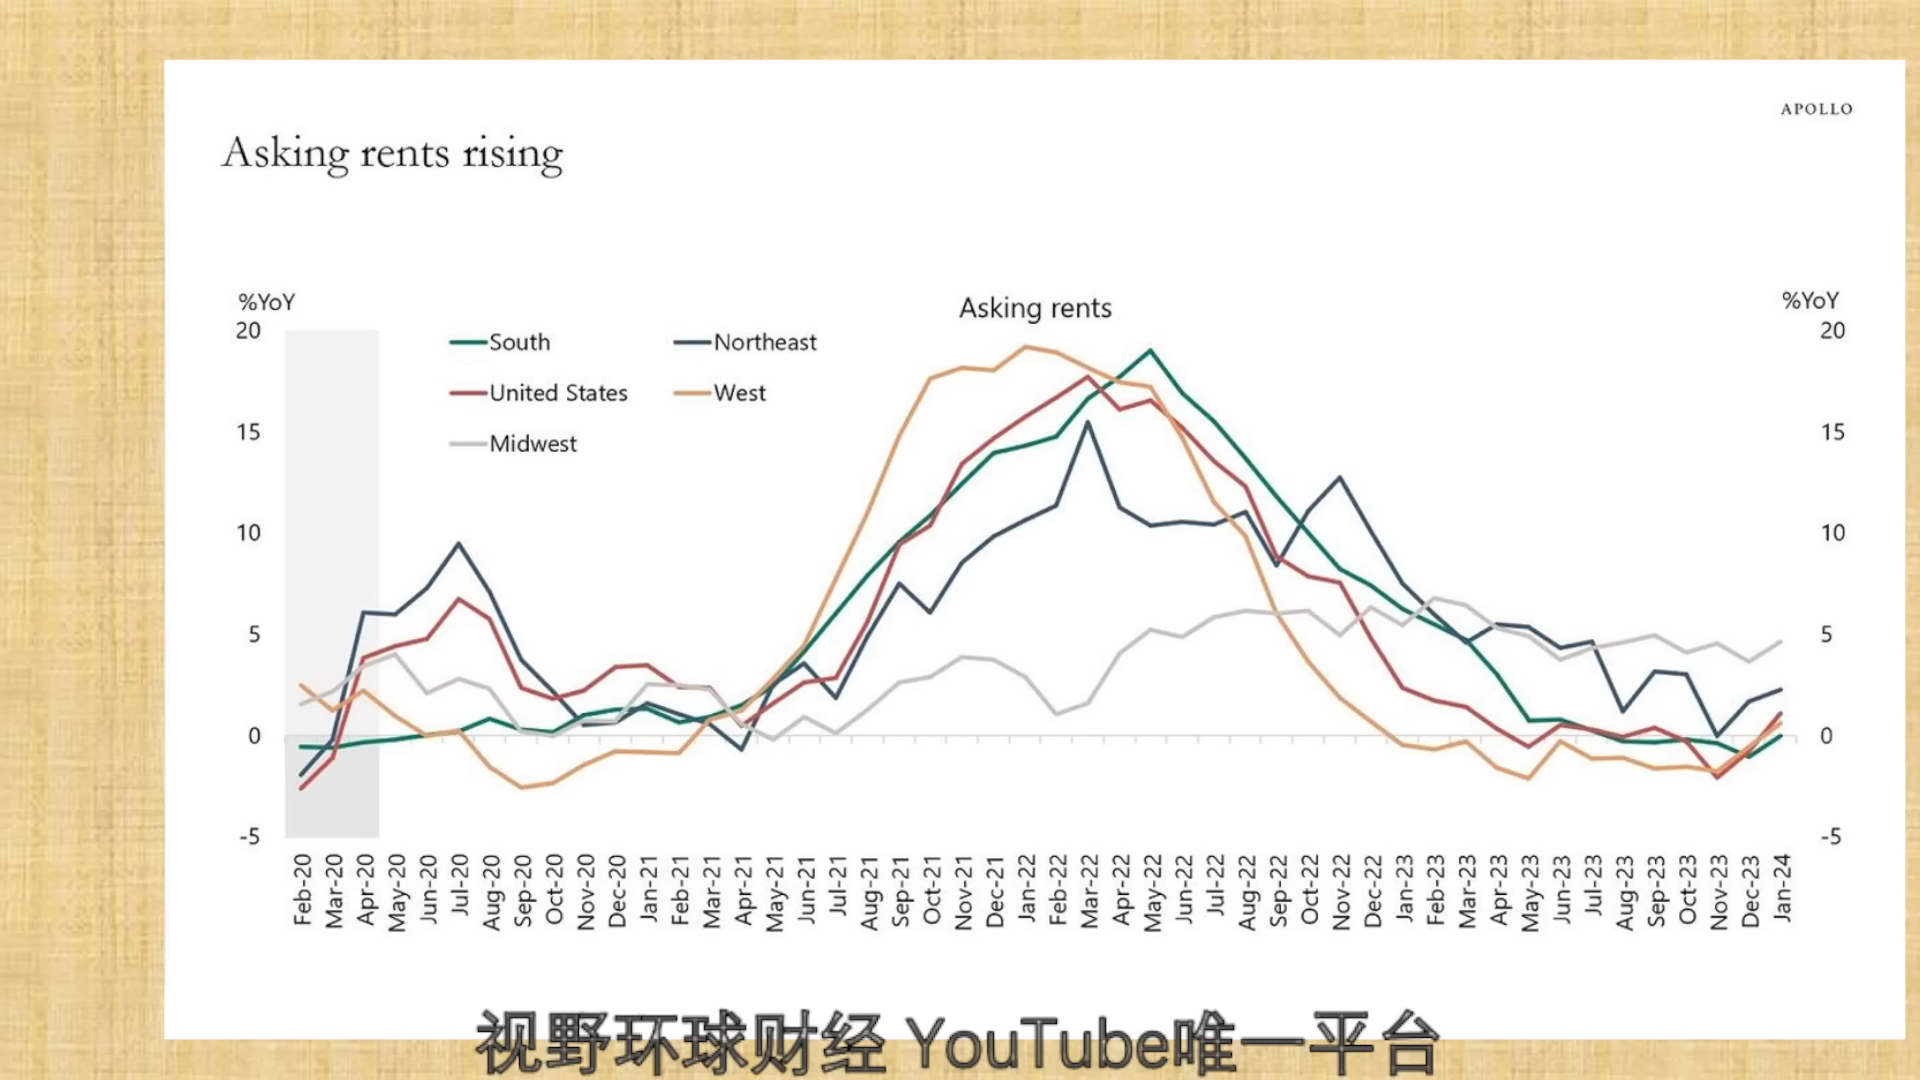 APOLLO
Asking rents rising
%YoY
Asking rents
%YoY
20
South
Northeast
20
United States
West
15
Midwest
15
10
10
5
5
0
0
-5
-5
Feb-20 Mar-20 Apr-20 May-20 Jun-20 Jul-20 Aug-20 Sep-20 Oct-20 Nov-20 Dec-20 Jan-21 Feb-21 Mar-21 Apr-21 May-21 Jun-21 Jul-21 Aug-21 Sep-21 Oct-21 Nov-21 Dec-21 Jan-22 Feb-22 Mar-22 Apr-22 May-22 Jun-22 Jul-22 Aug-22 Sep-22 Oct-22 Nov-22 Dec-22 Jan-23 Feb-23 Mar-23 Apr-23 May-23 Jun-23 Jul-23 Aug-23 Sep-23 Oct-23 Nov-23 Dec-23 Jan-24
视野环球财经 YouTube唯一平台